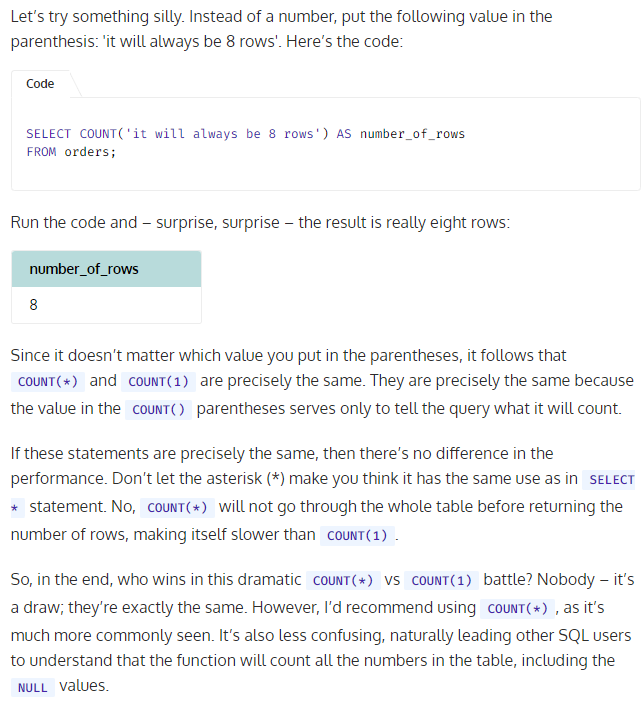 Let’s try something silly. Instead of a number, put the following value in the
parenthesis: 'it will always be 8 rows'. Here’s the code:
Code
SELECT COUNT('it will always be 8 rows') AS number_of_rows
FROM orders;
Run the code and – surprise, surprise – the result is really eight rows:
number_of_rows
8
Since it doesn’t matter which value you put in the parentheses, it follows that
COUNT(*) and COUNT(1) are precisely the same. They are precisely the same because
the value in the COUNT() parentheses serves only to tell the query what it will count.
If these statements are precisely the same, then there’s no difference in the
performance. Don’t let the asterisk (*) make you think it has the same use as in SELECT
* statement. No, COUNT(*) will not go through the whole table before returning the
number of rows, making itself slower than COUNT(1) .
So, in the end, who wins in this dramatic COUNT(*) vs COUNT(1) battle? Nobody – it’s
a draw; they’re exactly the same. However, I’d recommend using COUNT(*) , as it’s
much more commonly seen. It’s also less confusing, naturally leading other SQL users
to understand that the function will count all the numbers in the table, including the
NULL values.